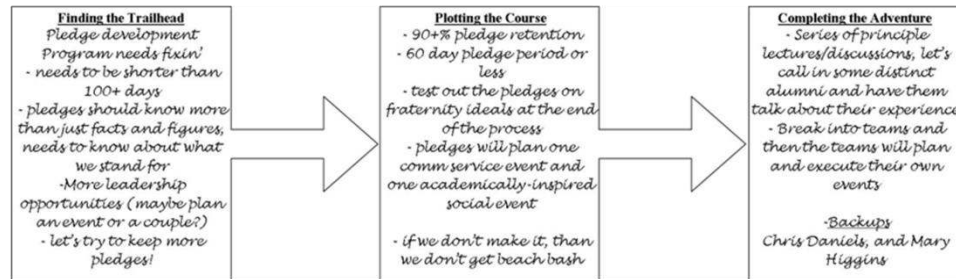 Finding the Trailhead
Pledge development
Program needs fixin'
- needs to be shorter than
100+ days
- pledges should know more
than just facts and figures,
needs to know about what
we stand for
-More leadership
opportunities (maybe plan
an event or a couple?)
- let's try to keep more
pledges!
Plotting the Course
- 90+% pledge retention
- 60 day pledge period or
less
- test out the pledges on
fraternity ideals at the end
of the process
- pledges will plan one
comm service event and
one academically-inspired
social event
- if we don't make it, than
we don't get beach bash
Completing the Adventure
- Series of principle
lectures/discussions, let's
call in some distinct
alumni and have them
talk about their experience
- Break into teams and
then the teams will plan
and execute their own
events
-Backups
Chris Daniels, and Mary
Higgins